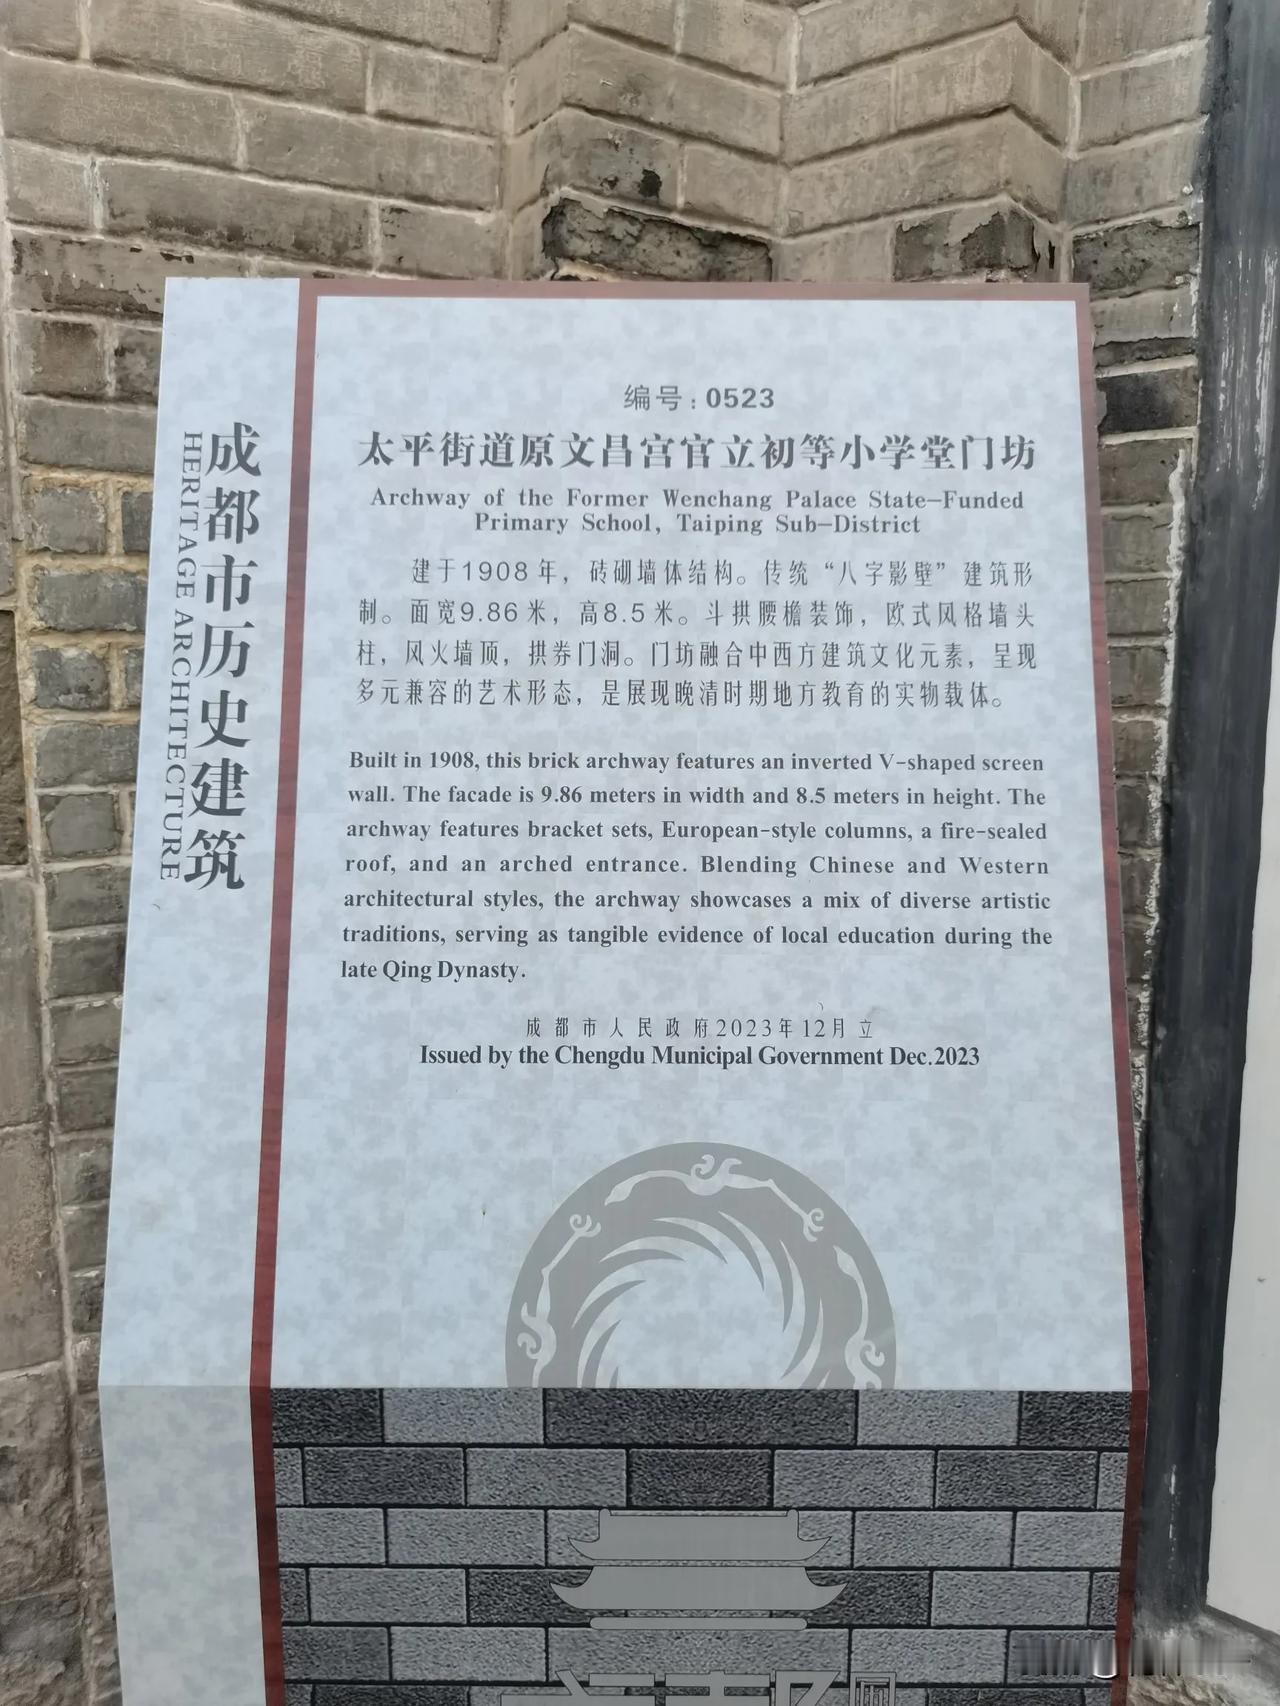 成都市历史建筑
HERITAGE ARCHITECTURE
编号：0523
太平街道原文昌宫官立初等小学堂门坊
Archway of the Former Wenchang Palace State-Funded
Primary School, Taiping Sub-District
建于1908年，砖砌墙体结构。传统“八字影壁”建筑形
制。面宽9.86米，高8.5米。斗拱腰檐装饰，欧式风格墙头
柱，风火墙顶，拱券门洞。门坊融合中西方建筑文化元素，呈现
多元兼容的艺术形态，是展现晚清时期地方教育的实物载体。
Built in 1908, this brick archway features an inverted V-shaped screen
wall. The facade is 9.86 meters in width and 8.5 meters in height. The
archway features bracket sets, European-style columns, a fire-sealed
roof, and an arched entrance. Blending Chinese and Western
architectural styles, the archway showcases a mix of diverse artistic
traditions, serving as tangible evidence of local education during the
late Qing Dynasty.
成都市人民政府2023年12月立
Issued by the Chengdu Municipal Government Dec.2023